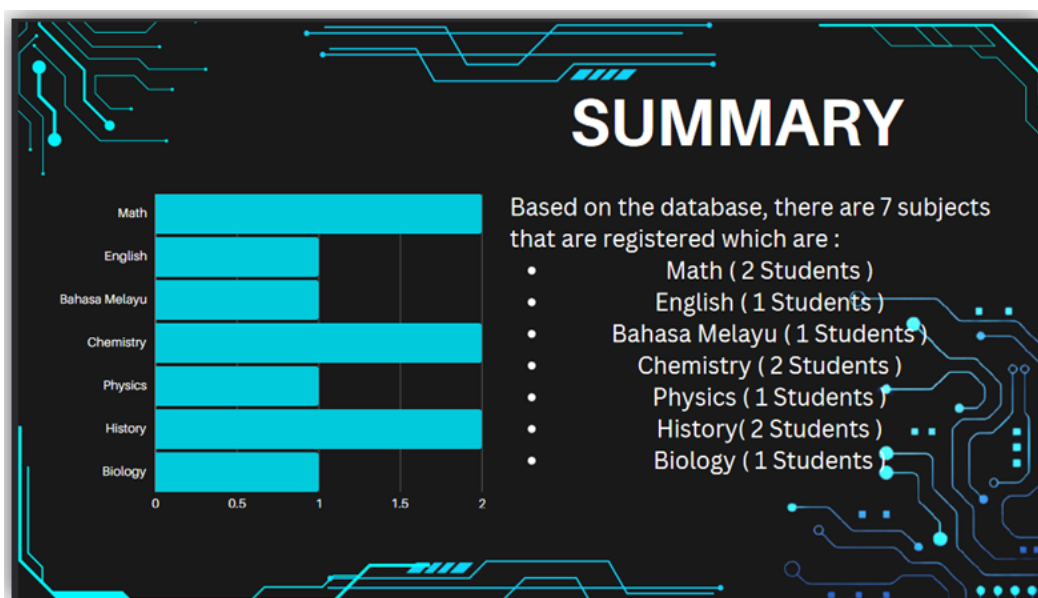 SUMMARY
Math
English
Bahasa Melayu
Chemistry
Physics
History
Biology
0 0.5 1 1.5 2
Based on the database, there are 7 subjects
that are registered which are :
• Math ( 2 Students )
• English ( 1 Students )
• Bahasa Melayu ( 1 Students )
• Chemistry ( 2 Students )
• Physics ( 1 Students )
• History( 2 Students )
• Biology ( 1 Students )